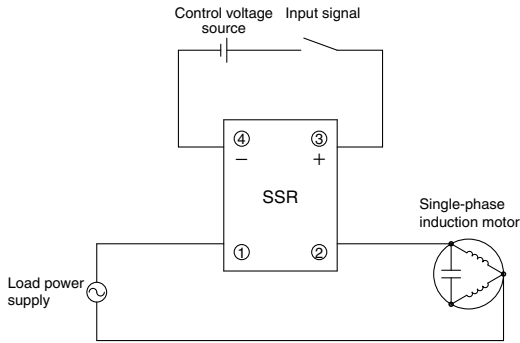 Control voltage source
Input signal
④
③
−
+
SSR
①
②
Single-phase
induction motor
Load power
supply